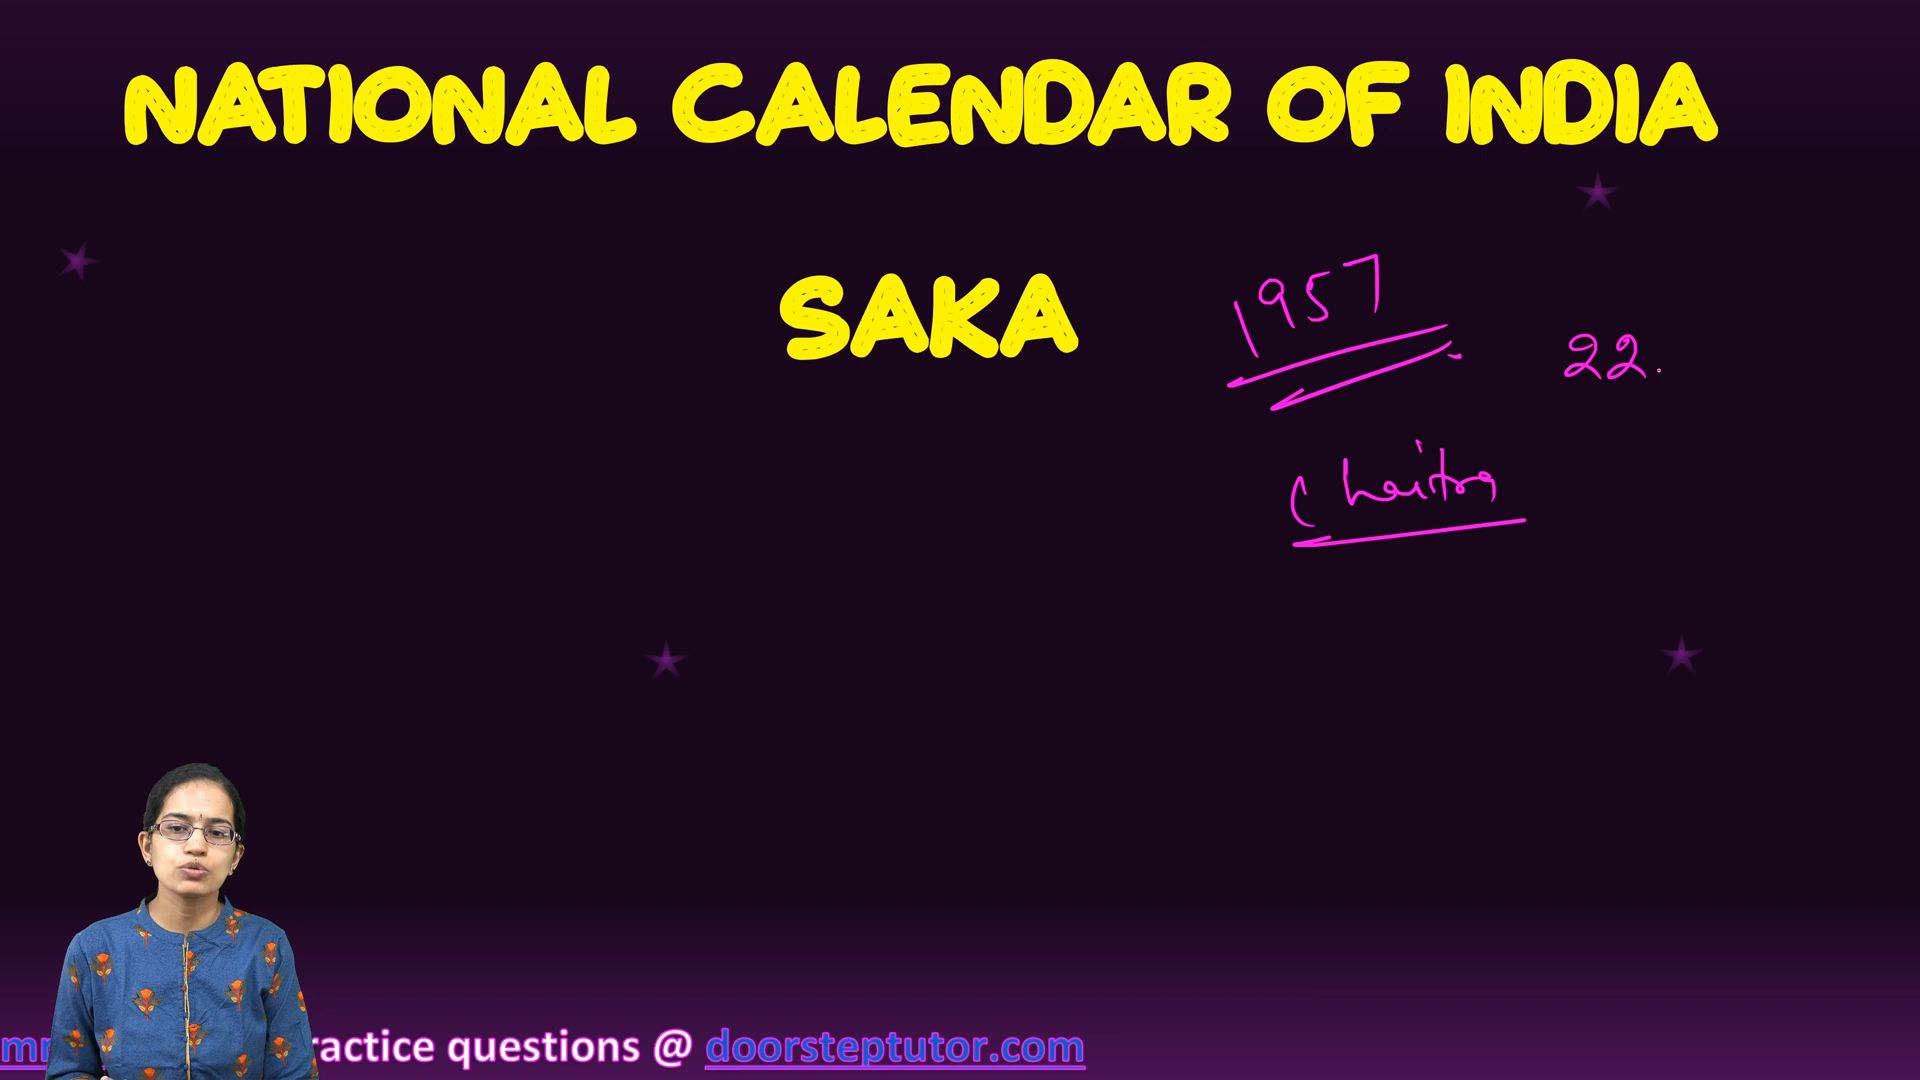 NATIONAL CALENDAR OF INDIA
SAKA
1957
22.
Chaitra
ractice questions @ doorsteptutor.com